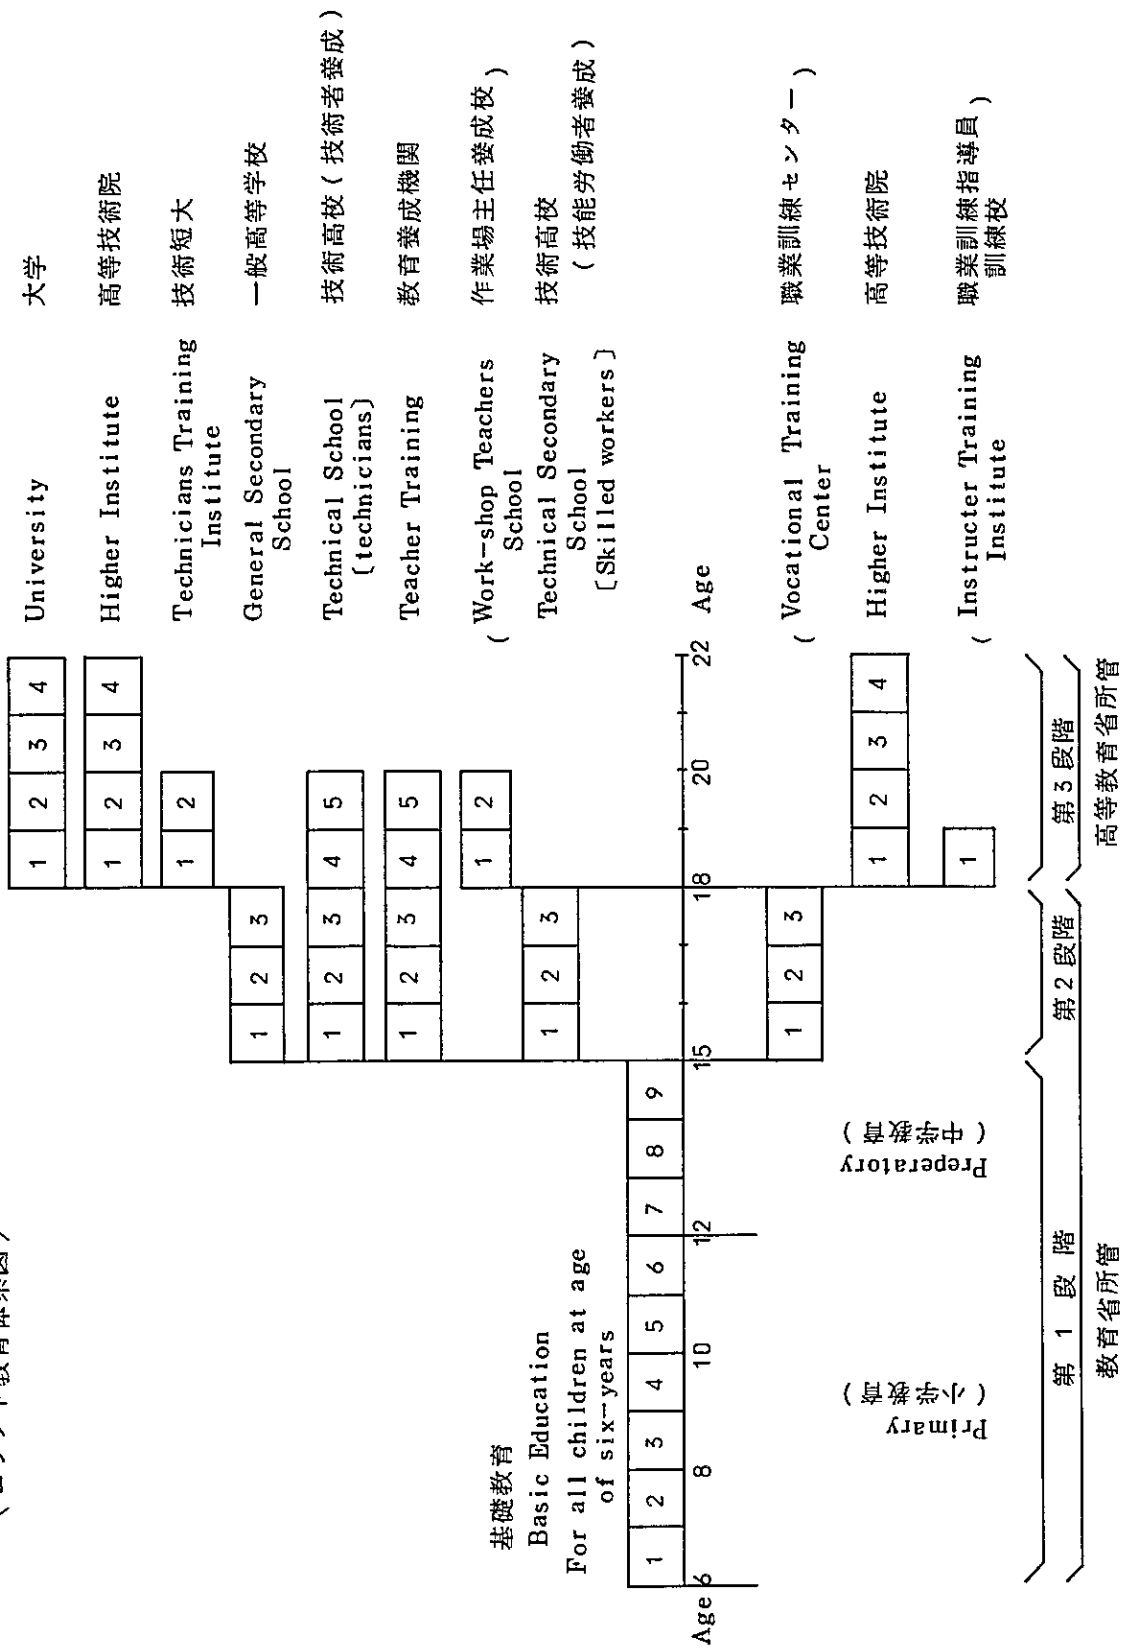 (エジプト教育体系図)
1 2 3 4 University 大学
1 2 3 4 Higher Institute 高等技術院
1 2 Technicians Training 技術短大
Institute
1 2 3 General Secondary 一般高等学校
School
1 2 3 4 5 Technical School 技術高校(技術者養成)
[technicians]
1 2 3 4 5 Teacher Training 教育養成機関
1 2 (Work-shop Teachers 作業場主任養成校)
School
1 2 3 Technical Secondary 技術高校
School (技能労働者養成)
[Skilled workers]
基礎教育
Basic Education
For all children at age
of six-years
1 2 3 4 5 6 7 8 9
Age 6 8 10 12 15 18 20 22 Age
1 2 3 (Vocational Training 職業訓練センター)
Center
1 2 3 4 Higher Institute 高等技術院
1 (Instructer Training 職業訓練指導員)
Institute 訓練校
Primary
(小学教育)
Preperatory
(中学教育)
第1段階 第2段階 第3段階
教育省所管 高等教育省所管